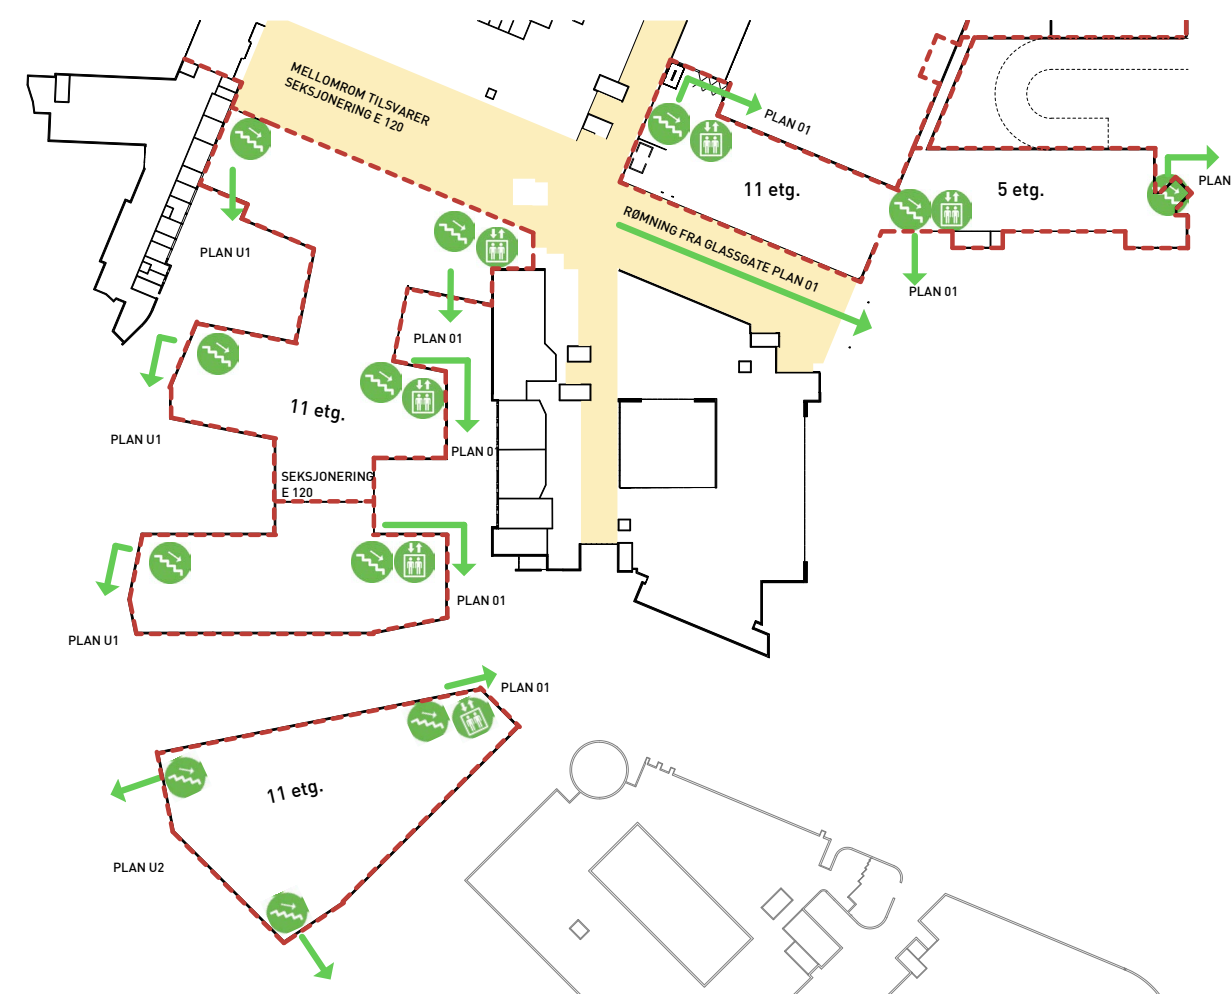 MELLOMROM TILSVARER
SEKSJONERING E 120
PLAN 01
11 etg.
5 etg.
PLAN
RØMNING FRA GLASSGATE PLAN 01
PLAN 01
PLAN U1
PLAN 01
11 etg.
PLAN U1
PLAN 01
SEKSJONERING
E 120
PLAN 01
PLAN U1
PLAN 01
11 etg.
PLAN U2